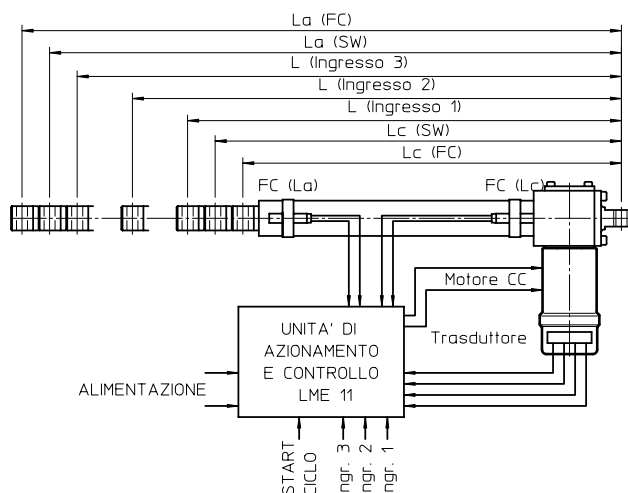 La (FC)
La (SW)
L (Ingresso 3)
L (Ingresso 2)
L (Ingresso 1)
Lc (SW)
Lc (FC)
FC (La)
FC (Lc)
Motore CC
UNITA' DI
AZIONAMENTO
E CONTROLLO
LME 11
Trasduttore
ALIMENTAZIONE
START
CICLO
Ingr. 3
Ingr. 2
Ingr. 1